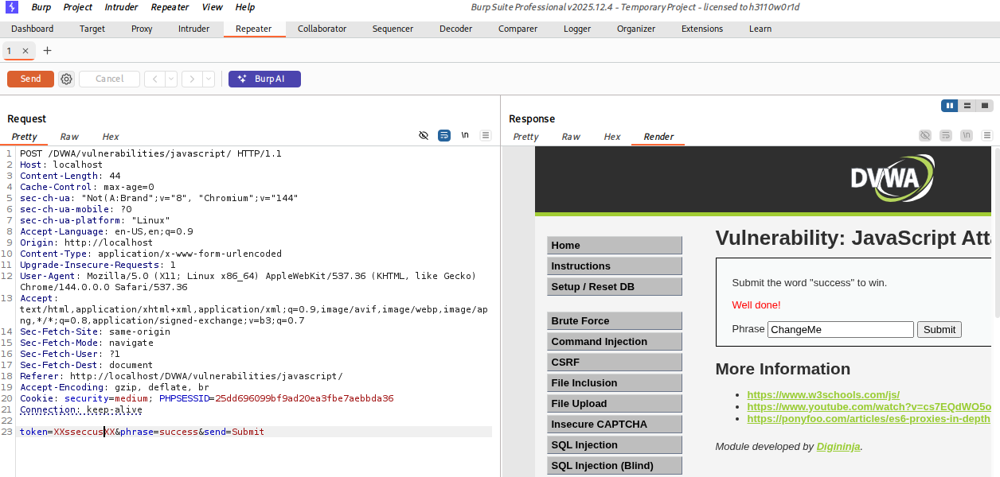 Burp Project Intruder Repeater View Help Burp Suite Professional v2025.12.4 - Temporary Project - licensed to h3110w0r1d
Dashboard Target Proxy Intruder Repeater Collaborator Sequencer Decoder Comparer Logger Organizer Extensions Learn
1 × +
Send Cancel < > Burp AI
Request
Pretty Raw Hex \n
1 POST /DVWA/vulnerabilities/javascript/ HTTP/1.1
2 Host: localhost
3 Content-Length: 44
4 Cache-Control: max-age=0
5 sec-ch-ua: "Not(A:Brand";v="8", "Chromium";v="144"
6 sec-ch-ua-mobile: ?0
7 sec-ch-ua-platform: "Linux"
8 Accept-Language: en-US,en;q=0.9
9 Origin: http://localhost
10 Content-Type: application/x-www-form-urlencoded
11 Upgrade-Insecure-Requests: 1
12 User-Agent: Mozilla/5.0 (X11; Linux x86_64) AppleWebKit/537.36 (KHTML, like Gecko)
Chrome/144.0.0.0 Safari/537.36
13 Accept:
text/html,application/xhtml+xml,application/xml;q=0.9,image/avif,image/webp,image/ap
ng,*/*;q=0.8,application/signed-exchange;v=b3;q=0.7
14 Sec-Fetch-Site: same-origin
15 Sec-Fetch-Mode: navigate
16 Sec-Fetch-User: ?1
17 Sec-Fetch-Dest: document
18 Referer: http://localhost/DVWA/vulnerabilities/javascript/
19 Accept-Encoding: gzip, deflate, br
20 Cookie: security=medium; PHPSESSID=25dd696099bf9ad20ea3fbe7aebbda36
21 Connection: keep-alive
22
23 token=XXsseccusXX&phrase=success&send=Submit
Response
Pretty Raw Hex Render \n
DVWA
Home
Instructions
Setup / Reset DB
Brute Force
Command Injection
CSRF
File Inclusion
File Upload
Insecure CAPTCHA
SQL Injection
SQL Injection (Blind)
Vulnerability: JavaScript Att
Submit the word "success" to win.
Well done!
Phrase ChangeMe Submit
More Information
https://www.w3schools.com/js/
https://www.youtube.com/watch?v=cs7EQdWO5o
https://ponyfoo.com/articles/es6-proxies-in-depth
Module developed by Digininja.